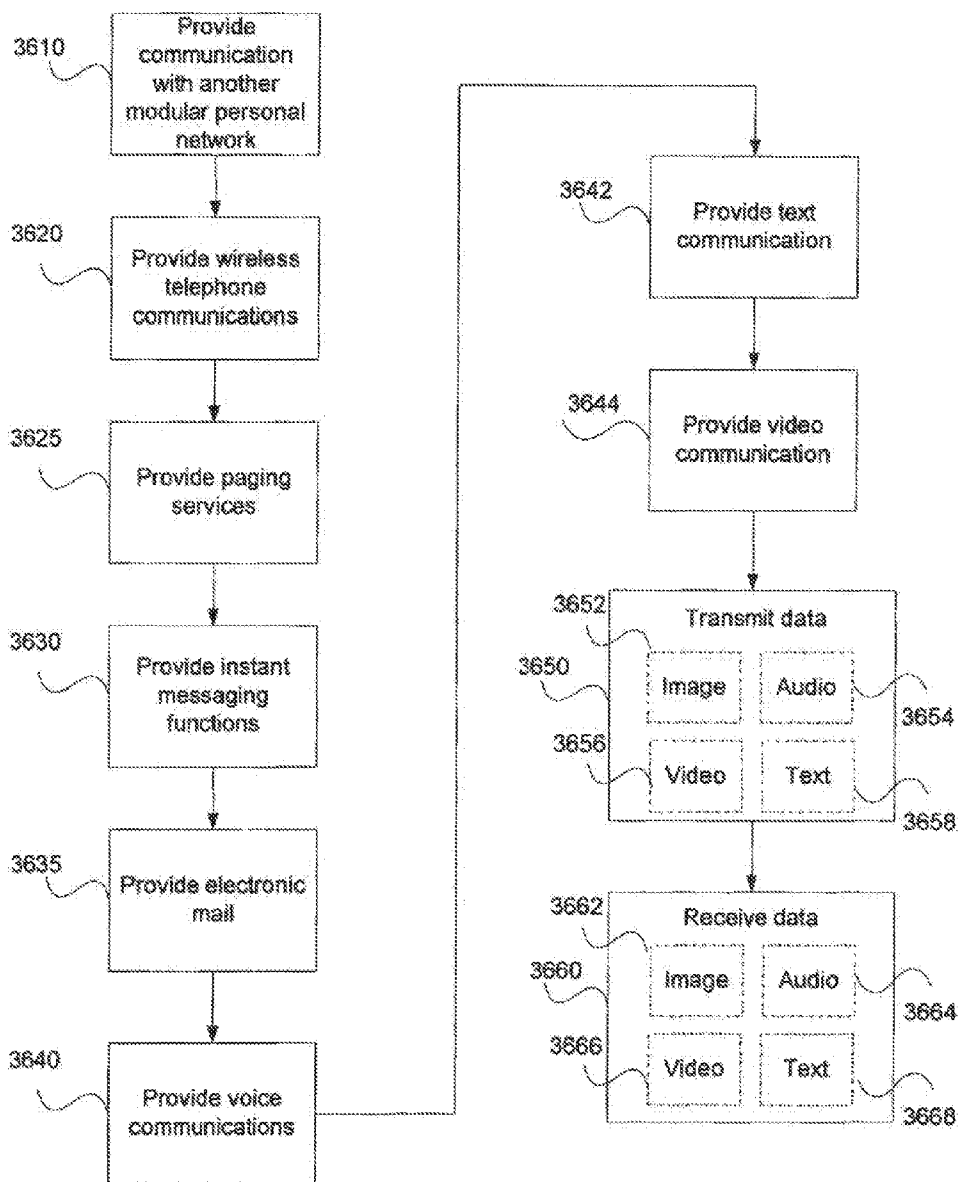 3610
Provide
communication
with another
modular personal
network
3620
Provide wireless
telephone
communications
3625
Provide paging
services
3630
Provide instant
messaging
functions
3635
Provide electronic
mail
3640
Provide voice
communications
3642
Provide text
communication
3644
Provide video
communication
3650
Transmit data
3652
Image
Audio
3654
3656
Video
Text
3658
3660
Receive data
3662
Image
Audio
3664
3666
Video
Text
3668